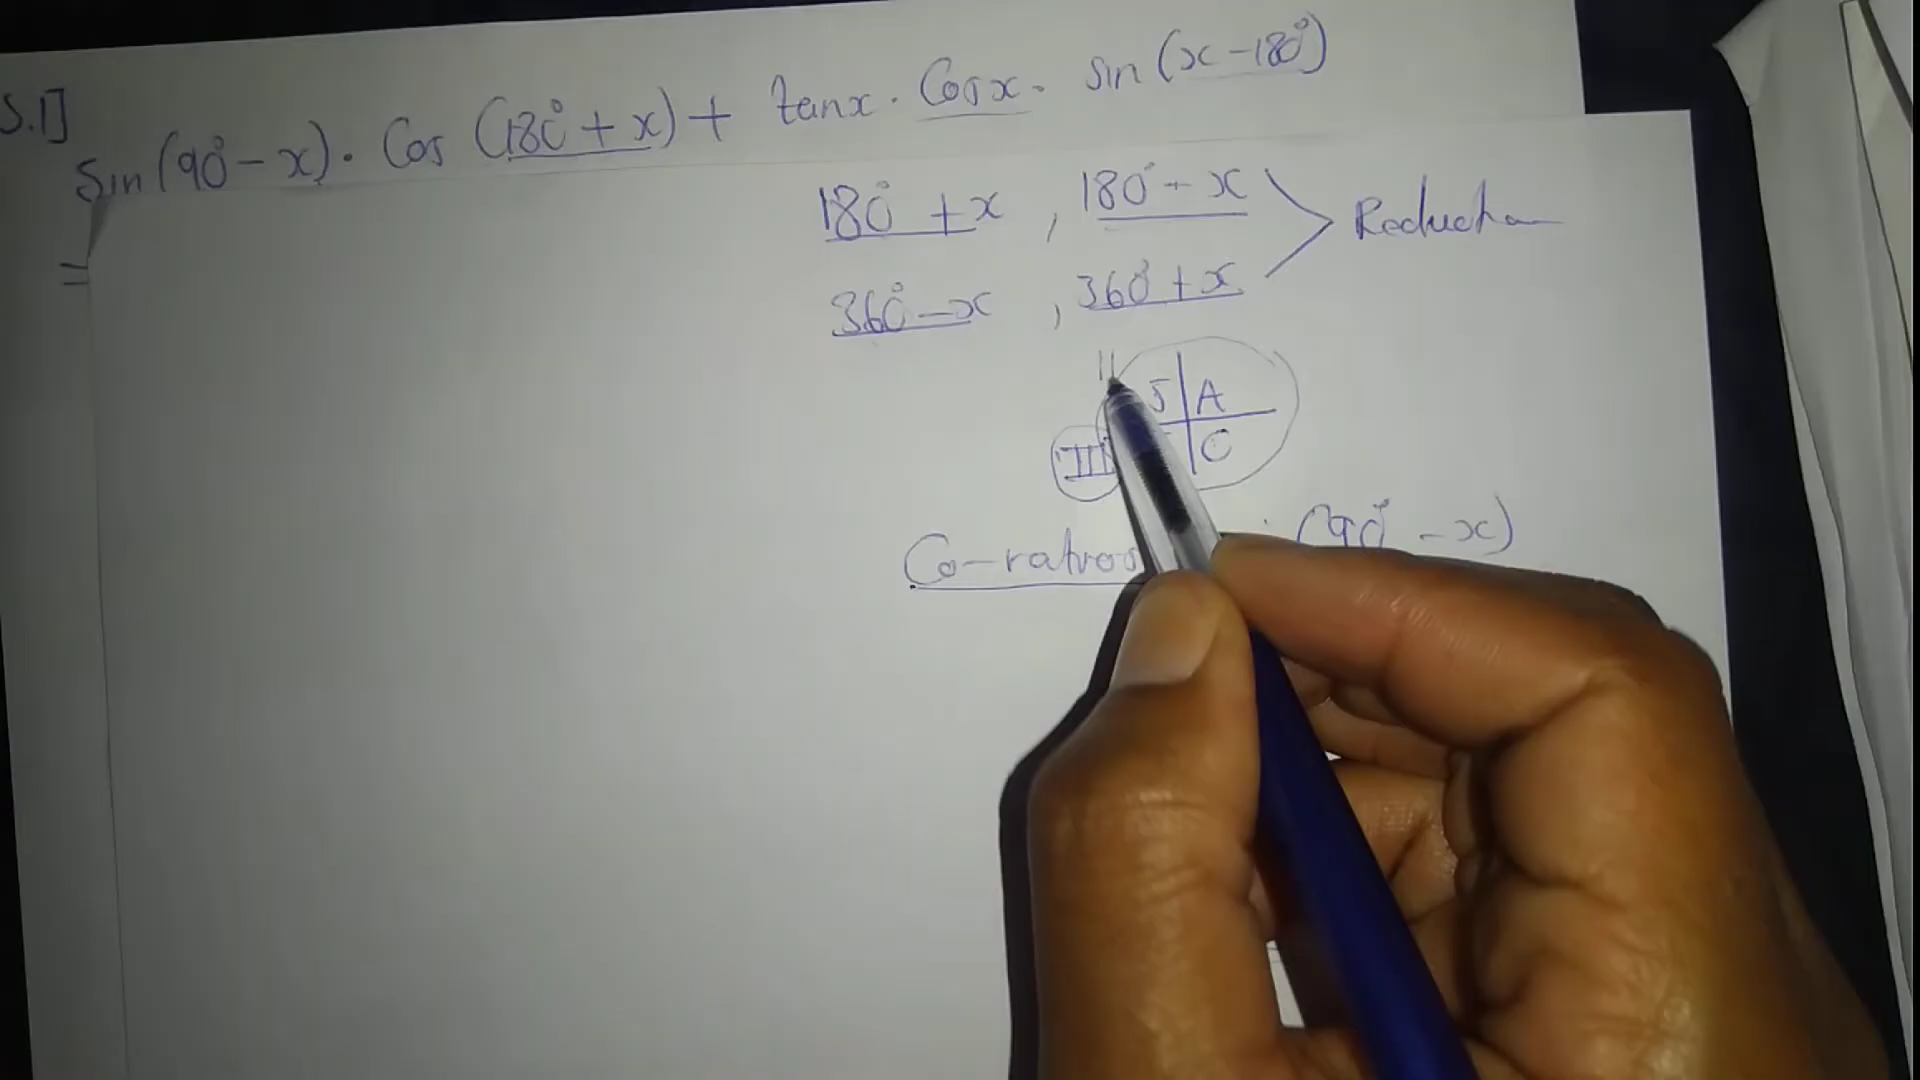 5.1]
sin(90°-x). Cos (180°+x)+ tanx. Cosx. sin(x-180°)
=
180° +x , 180°-x
Reduction
360°-x , 360°+x
II S A
III C
Co-ratios (90° -x)